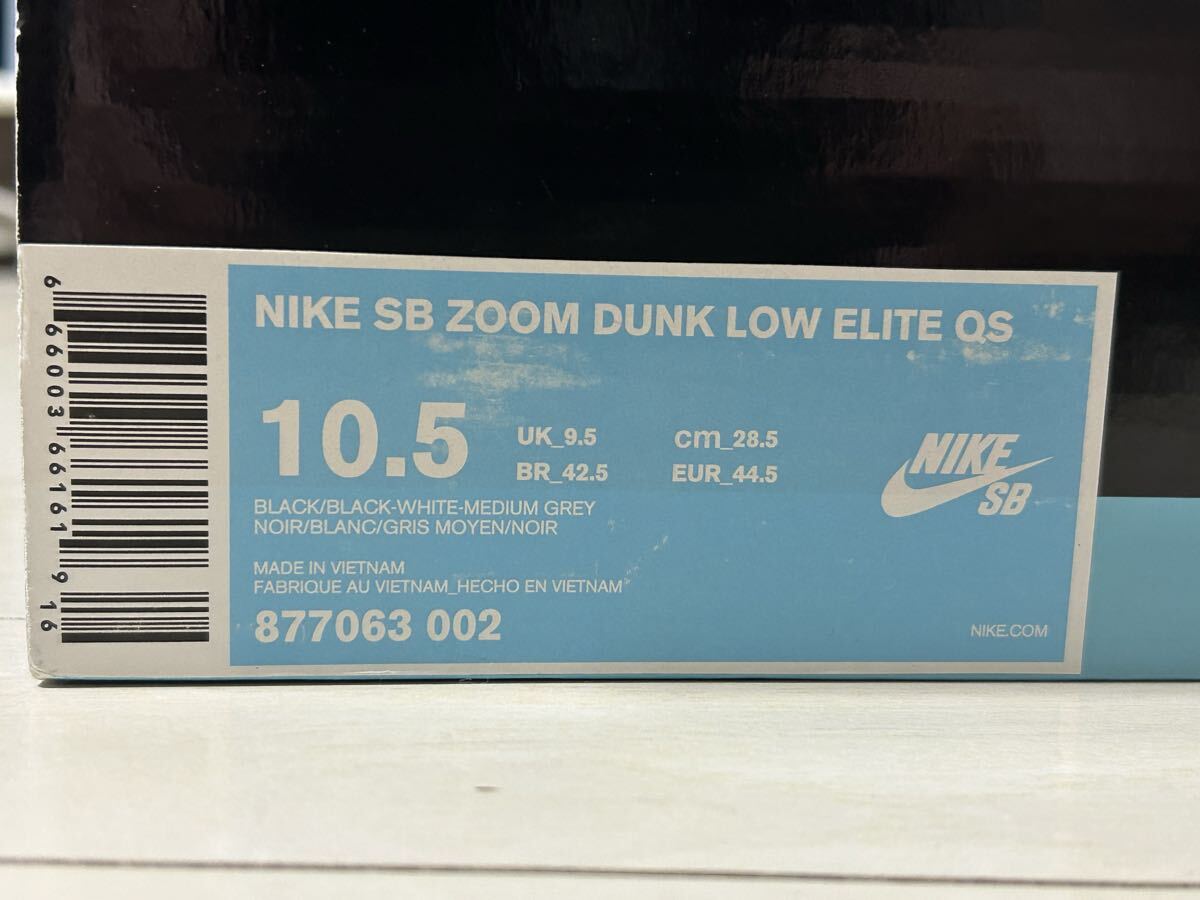 NIKE SB ZOOM DUNK LOW ELITE QS
10.5
UK_9.5 cm_28.5
BR_42.5 EUR_44.5
BLACK/BLACK-WHITE-MEDIUM GREY
NOIR/BLANC/GRIS MOYEN/NOIR
MADE IN VIETNAM
FABRIQUE AU VIETNAM_HECHO EN VIETNAM
877063 002
NIKE
SB
NIKE.COM
6 66003 66161 9 16